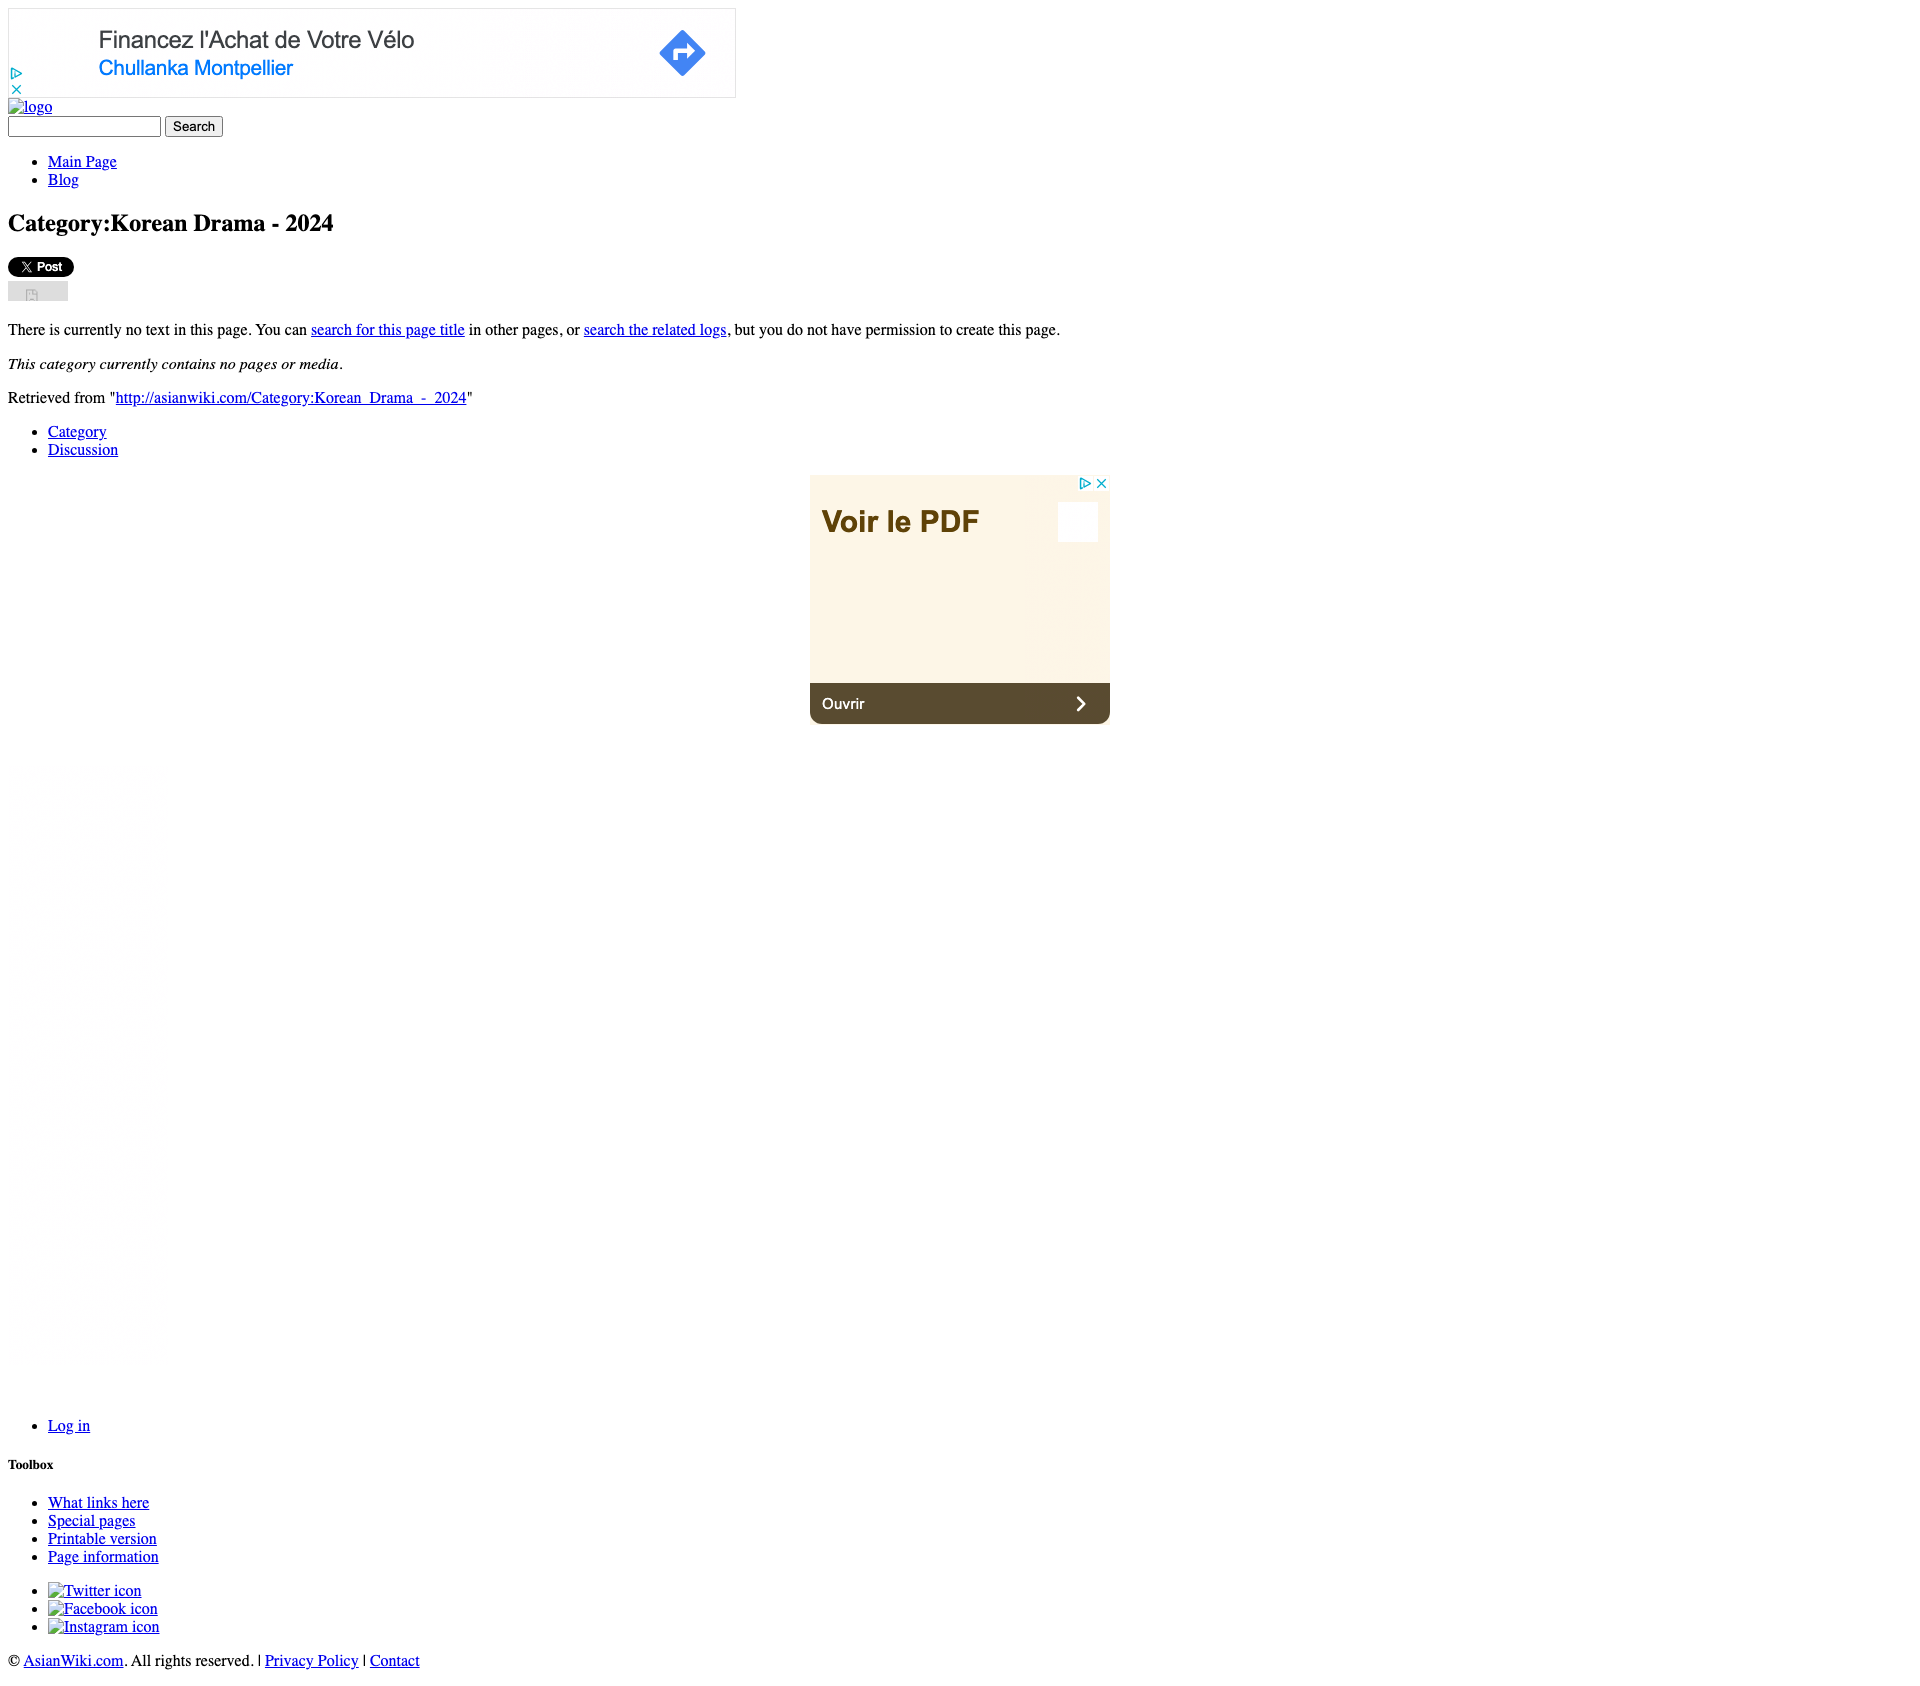 Financez l'Achat de Votre Vélo
Chullanka Montpellier
logo
Search
Main Page
Blog
Category:Korean Drama - 2024
Post
There is currently no text in this page. You can search for this page title in other pages, or search the related logs, but you do not have permission to create this page.
This category currently contains no pages or media.
Retrieved from "http://asianwiki.com/Category:Korean_Drama_-_2024"
Category
Discussion
Voir le PDF
Ouvrir
Log in
Toolbox
What links here
Special pages
Printable version
Page information
Twitter icon
Facebook icon
Instagram icon
© AsianWiki.com. All rights reserved. | Privacy Policy | Contact